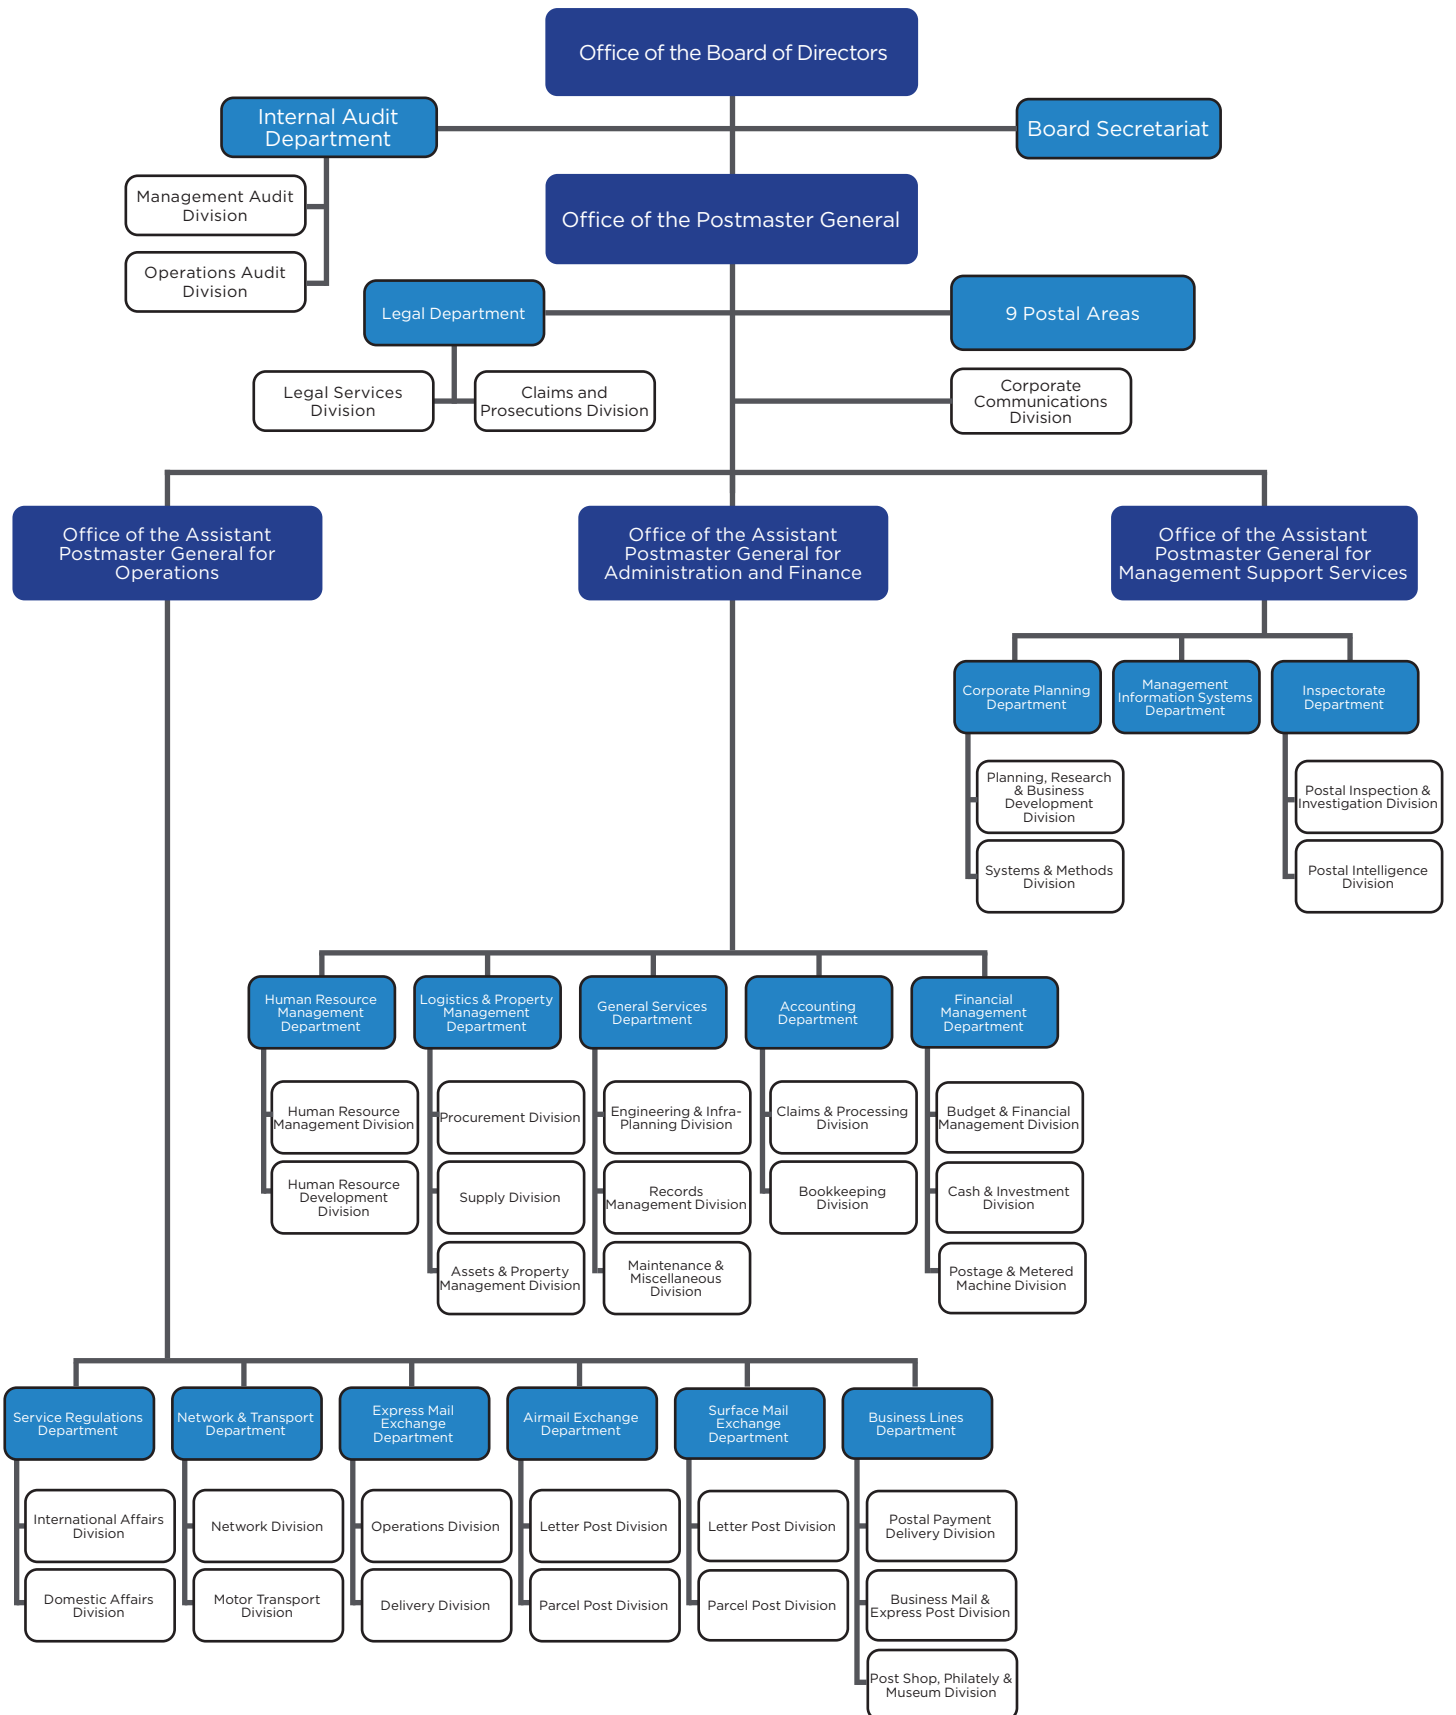 Office of the Board of Directors
Internal Audit
Department
Board Secretariat
Management Audit
Division
Office of the Postmaster General
Operations Audit
Division
Legal Department
9 Postal Areas
Legal Services
Division
Claims and
Prosecutions Division
Corporate
Communications
Division
Office of the Assistant
Postmaster General for
Operations
Office of the Assistant
Postmaster General for
Administration and Finance
Office of the Assistant
Postmaster General for
Management Support Services
Corporate Planning
Department
Management
Information Systems
Department
Inspectorate
Department
Planning, Research
& Business
Development
Division
Postal Inspection &
Investigation Division
Systems & Methods
Division
Postal Intelligence
Division
Human Resource
Management
Department
Logistics & Property
Management
Department
General Services
Department
Accounting
Department
Financial
Management
Department
Human Resource
Management Division
Procurement Division
Engineering & Infra-
Planning Division
Claims & Processing
Division
Budget & Financial
Management Division
Human Resource
Development
Division
Supply Division
Records
Management Division
Bookkeeping
Division
Cash & Investment
Division
Assets & Property
Management Division
Maintenance &
Miscellaneous
Division
Postage & Metered
Machine Division
Service Regulations
Department
Network & Transport
Department
Express Mail
Exchange
Department
Airmail Exchange
Department
Surface Mail
Exchange
Department
Business Lines
Department
International Affairs
Division
Network Division
Operations Division
Letter Post Division
Letter Post Division
Postal Payment
Delivery Division
Domestic Affairs
Division
Motor Transport
Division
Delivery Division
Parcel Post Division
Parcel Post Division
Business Mail &
Express Post Division
Post Shop, Philately &
Museum Division